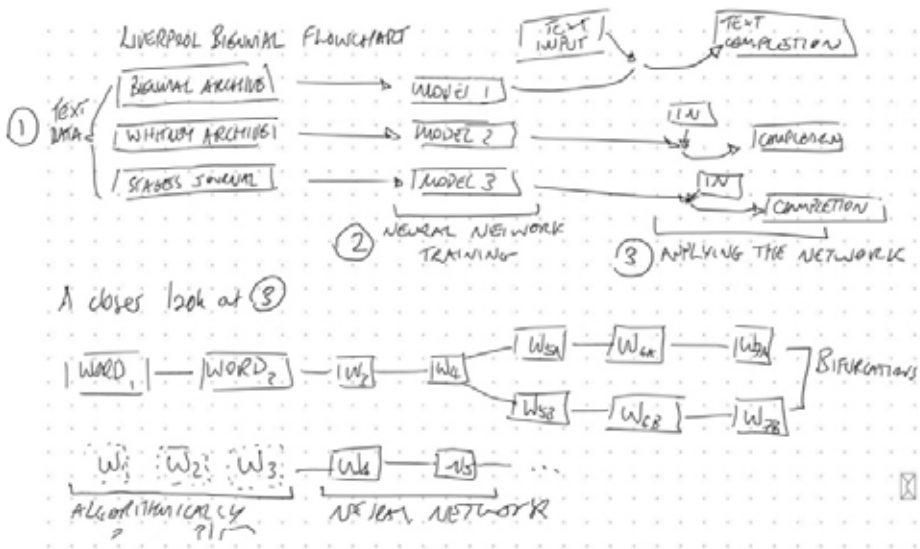 LIVERPOOL BIENNIAL FLOWCHART
TEXT INPUT
TEXT COMPLETION
1 TEXT DATA
BIENNIAL ARCHIVE
MODEL 1
WHITNEY ARCHIVE
MODEL 2
IN
COMPLETION
STAGES JOURNAL
MODEL 3
IN
COMPLETION
2 NEURAL NETWORK TRAINING
3 APPLYING THE NETWORK
A closer look at 3
WORD1 WORD2 W3 W4
W5A W6A W7A
W5B W6B W7B
BIFURCATIONS
W1 W2 W3 W4 W5 ...
ALGORITHMICALLY
?
NEURAL NETWORK